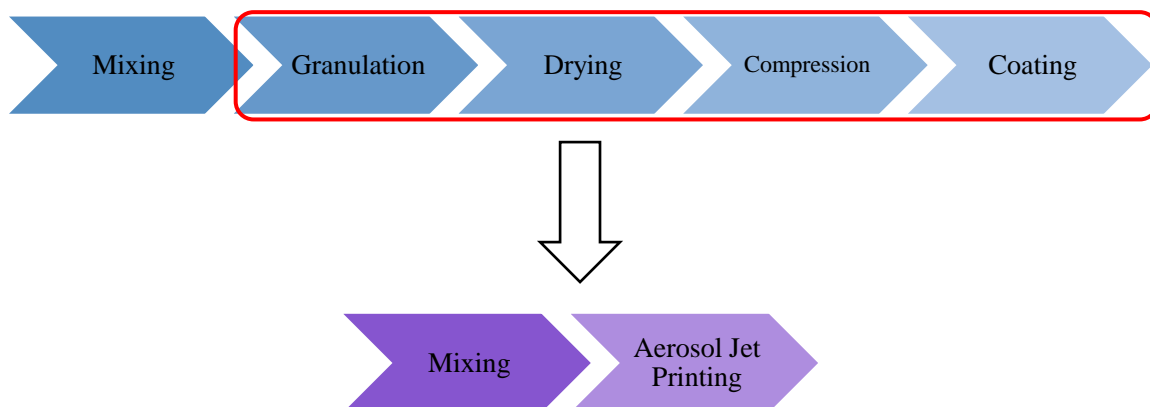 Mixing
Granulation
Drying
Compression
Coating
Mixing
Aerosol Jet
Printing